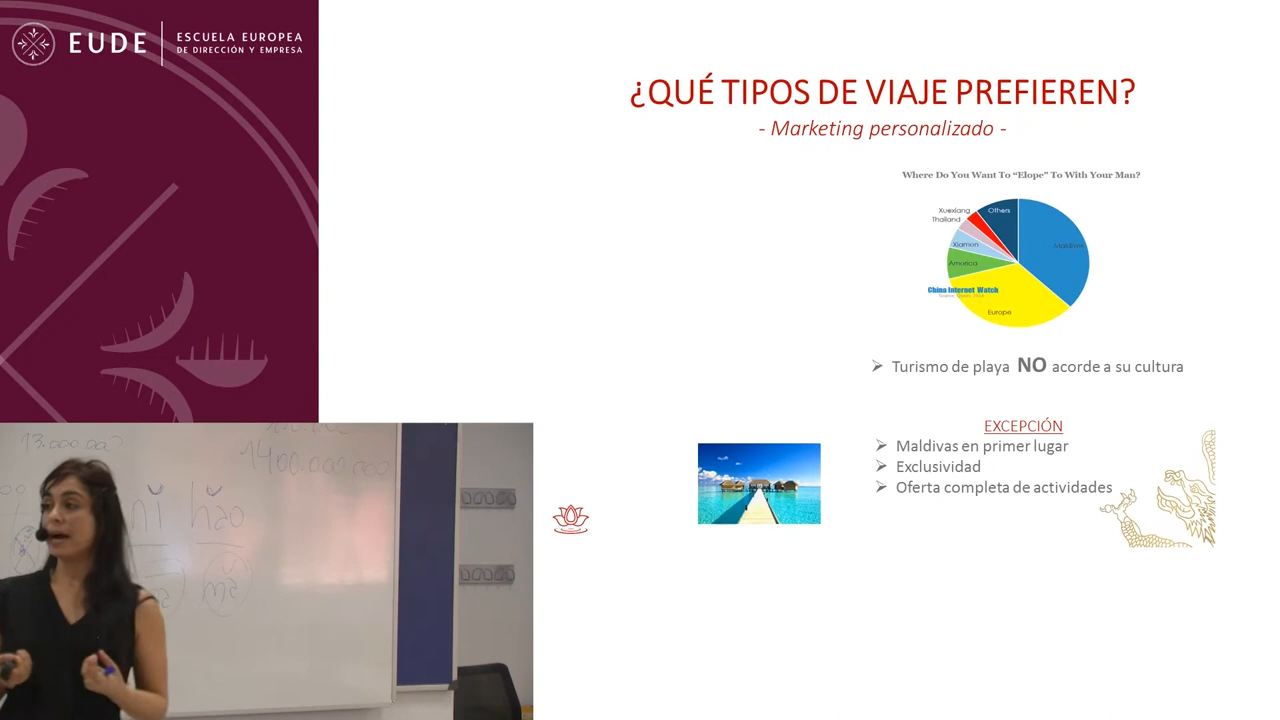 EUDE
ESCUELA EUROPEA
DE DIRECCIÓN Y EMPRESA
¿QUÉ TIPOS DE VIAJE PREFIEREN?
- Marketing personalizado -
Where Do You Want To “Elope” To With Your Man?
Others
Thailand
America
Europe
Maldives
China Internet Watch
➢ Turismo de playa NO acorde a su cultura
EXCEPCIÓN
➢ Maldivas en primer lugar
➢ Exclusividad
➢ Oferta completa de actividades
13.000.000
1400.000.000
nǐ hǎo